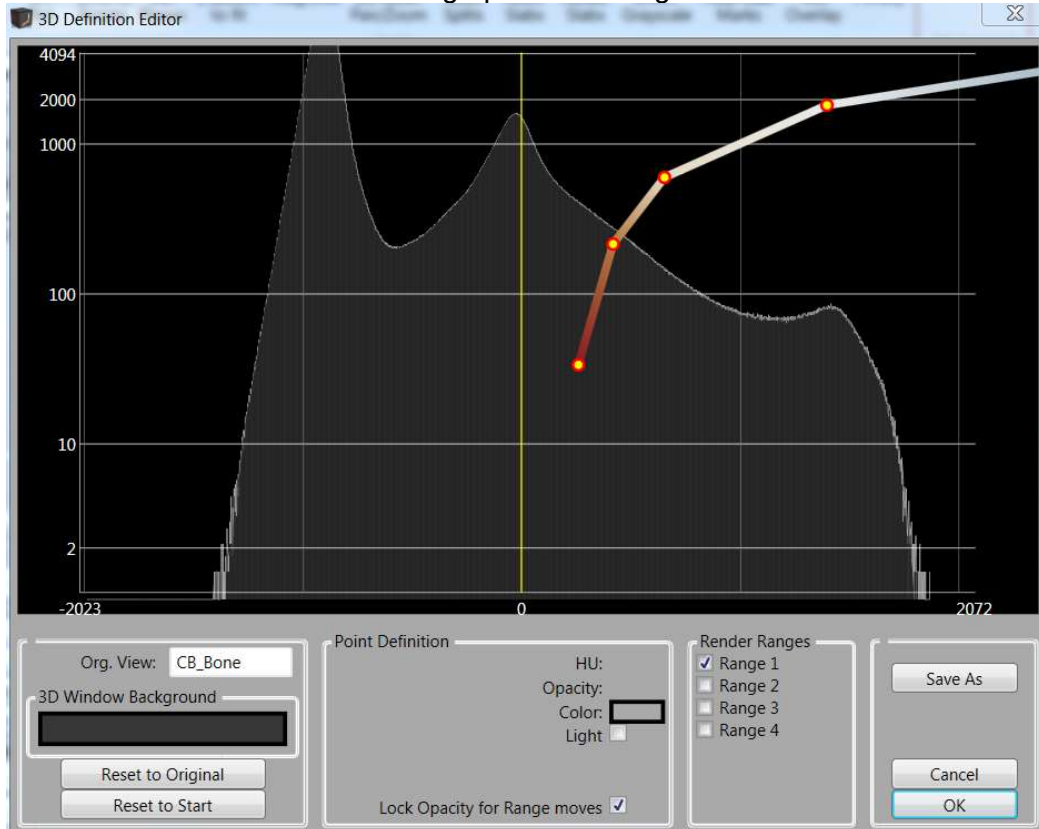 3D Definition Editor
4094
2000
1000
100
10
2
-2023 0 2072
Org. View: CB_Bone
3D Window Background
Reset to Original
Reset to Start
Point Definition
HU:
Opacity:
Color:
Light
Lock Opacity for Range moves
Render Ranges
Range 1
Range 2
Range 3
Range 4
Save As
Cancel
OK